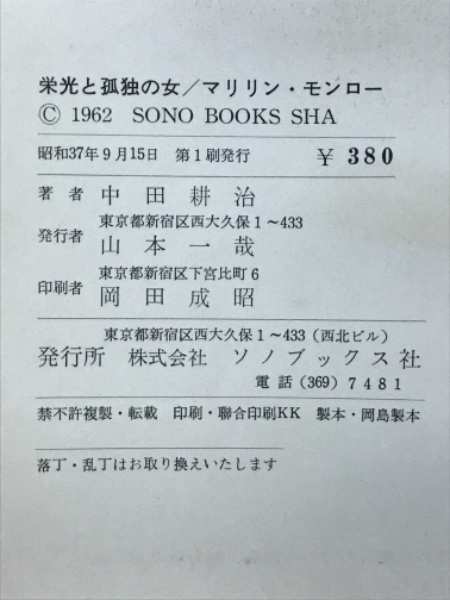 栄光と孤独の女／マリリン・モンロー
© 1962 SONO BOOKS SHA
昭和37年9月15日 第1刷発行 ¥ 380
著者 中田耕治
東京都新宿区西大久保1～433
発行者 山本一哉
東京都新宿区下宮比町6
印刷者 岡田成昭
東京都新宿区西大久保1～433（西北ビル）
発行所 株式会社 ソノブックス社
電話（369）7481
禁不許複製・転載 印刷・聯合印刷KK 製本・岡島製本
落丁・乱丁はお取り換えいたします